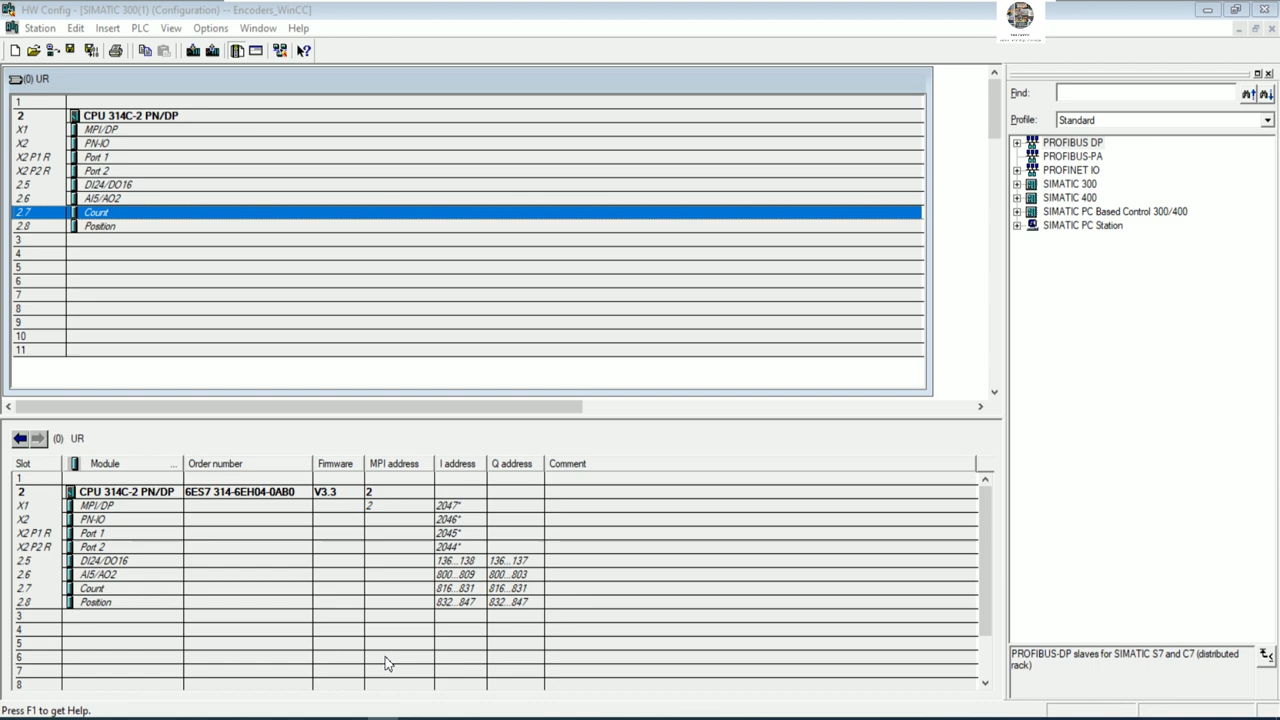 HW Config - [SIMATIC 300(1) (Configuration) -- Encoders_WinCC]
Station Edit Insert PLC View Options Window Help
(0) UR
1
2 CPU 314C-2 PN/DP
X1 MPI/DP
X2 PN-IO
X2 P1 R Port 1
X2 P2 R Port 2
2.5 DI24/DO16
2.6 AI5/AO2
2.7 Count
2.8 Position
3
4
5
6
7
8
9
10
11
Find:
Profile: Standard
PROFIBUS DP
PROFIBUS-PA
PROFINET IO
SIMATIC 300
SIMATIC 400
SIMATIC PC Based Control 300/400
SIMATIC PC Station
(0) UR
Slot Module ... Order number Firmware MPI address I address Q address Comment
1
2 CPU 314C-2 PN/DP 6ES7 314-6EH04-0AB0 V3.3 2
X1 MPI/DP 2 2047*
X2 PN-IO 2046*
X2 P1 R Port 1 2045*
X2 P2 R Port 2 2044*
2.5 DI24/DO16 136...138 136...137
2.6 AI5/AO2 800...809 800...803
2.7 Count 816...831 816...831
2.8 Position 832...847 832...847
3
4
5
6
7
8
PROFIBUS-DP slaves for SIMATIC S7 and C7 (distributed
rack)
Press F1 to get Help.